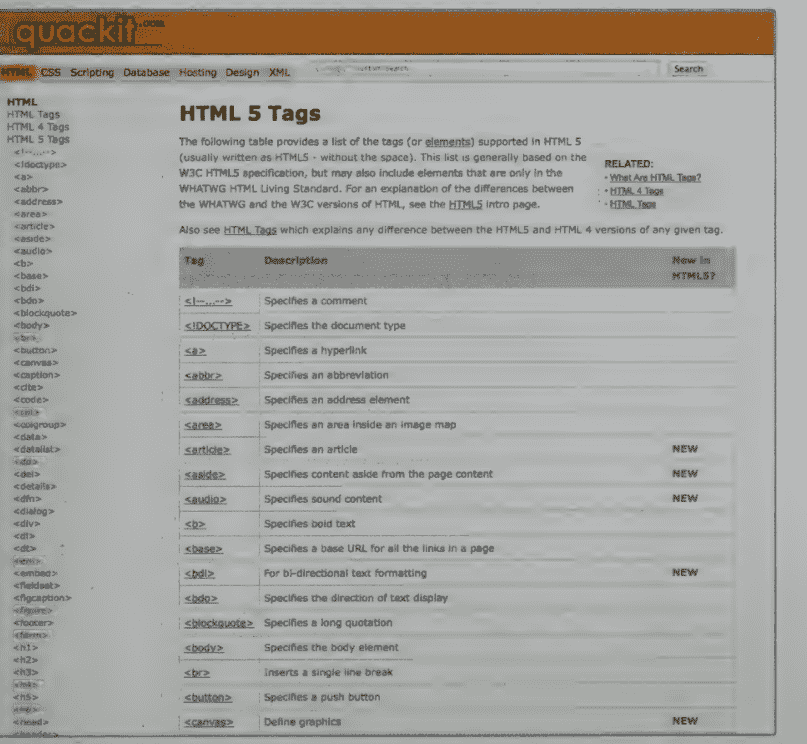 quackit.com
HTML CSS Scripting Database Hosting Design XML
Search
HTML
HTML Tags
HTML 4 Tags
HTML 5 Tags
<!--...-->
<!doctype>
<a>
<abbr>
<address>
<area>
<article>
<aside>
<audio>
<b>
<base>
<bdi>
<bdo>
<blockquote>
<body>
<br>
<button>
<canvas>
<caption>
<cite>
<code>
<colgroup>
<data>
<datalist>
<del>
<details>
<dfn>
<dialog>
<div>
<dl>
<dt>
<embed>
<fieldset>
<figcaption>
<figure>
<footer>
<form>
<h1>
<h2>
<h3>
<h5>
<head>
<header>
HTML 5 Tags
The following table provides a list of the tags (or elements) supported in HTML 5
(usually written as HTML5 - without the space). This list is generally based on the
W3C HTML5 specification, but may also include elements that are only in the
WHATWG HTML Living Standard. For an explanation of the differences between
the WHATWG and the W3C versions of HTML, see the HTML5 intro page.
RELATED:
• What Are HTML Tags?
• HTML 4 Tags
• HTML Tags
Also see HTML Tags which explains any difference between the HTML5 and HTML 4 versions of any given tag.
Tag Description New in
HTML5?
<!--...--> Specifies a comment
<!DOCTYPE> Specifies the document type
<a> Specifies a hyperlink
<abbr> Specifies an abbreviation
<address> Specifies an address element
<area> Specifies an area inside an image map
<article> Specifies an article NEW
<aside> Specifies content aside from the page content NEW
<audio> Specifies sound content NEW
<b> Specifies bold text
<base> Specifies a base URL for all the links in a page
<bdi> For bi-directional text formatting NEW
<bdo> Specifies the direction of text display
<blockquote> Specifies a long quotation
<body> Specifies the body element
<br> Inserts a single line break
<button> Specifies a push button
<canvas> Define graphics NEW